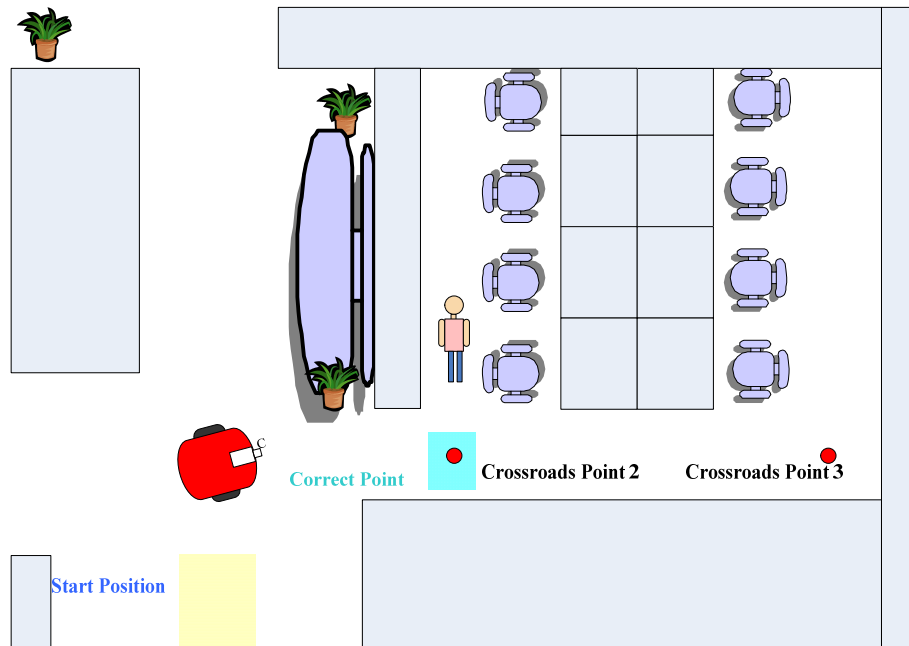 C
Correct Point
Crossroads Point 2
Crossroads Point 3
Start Position